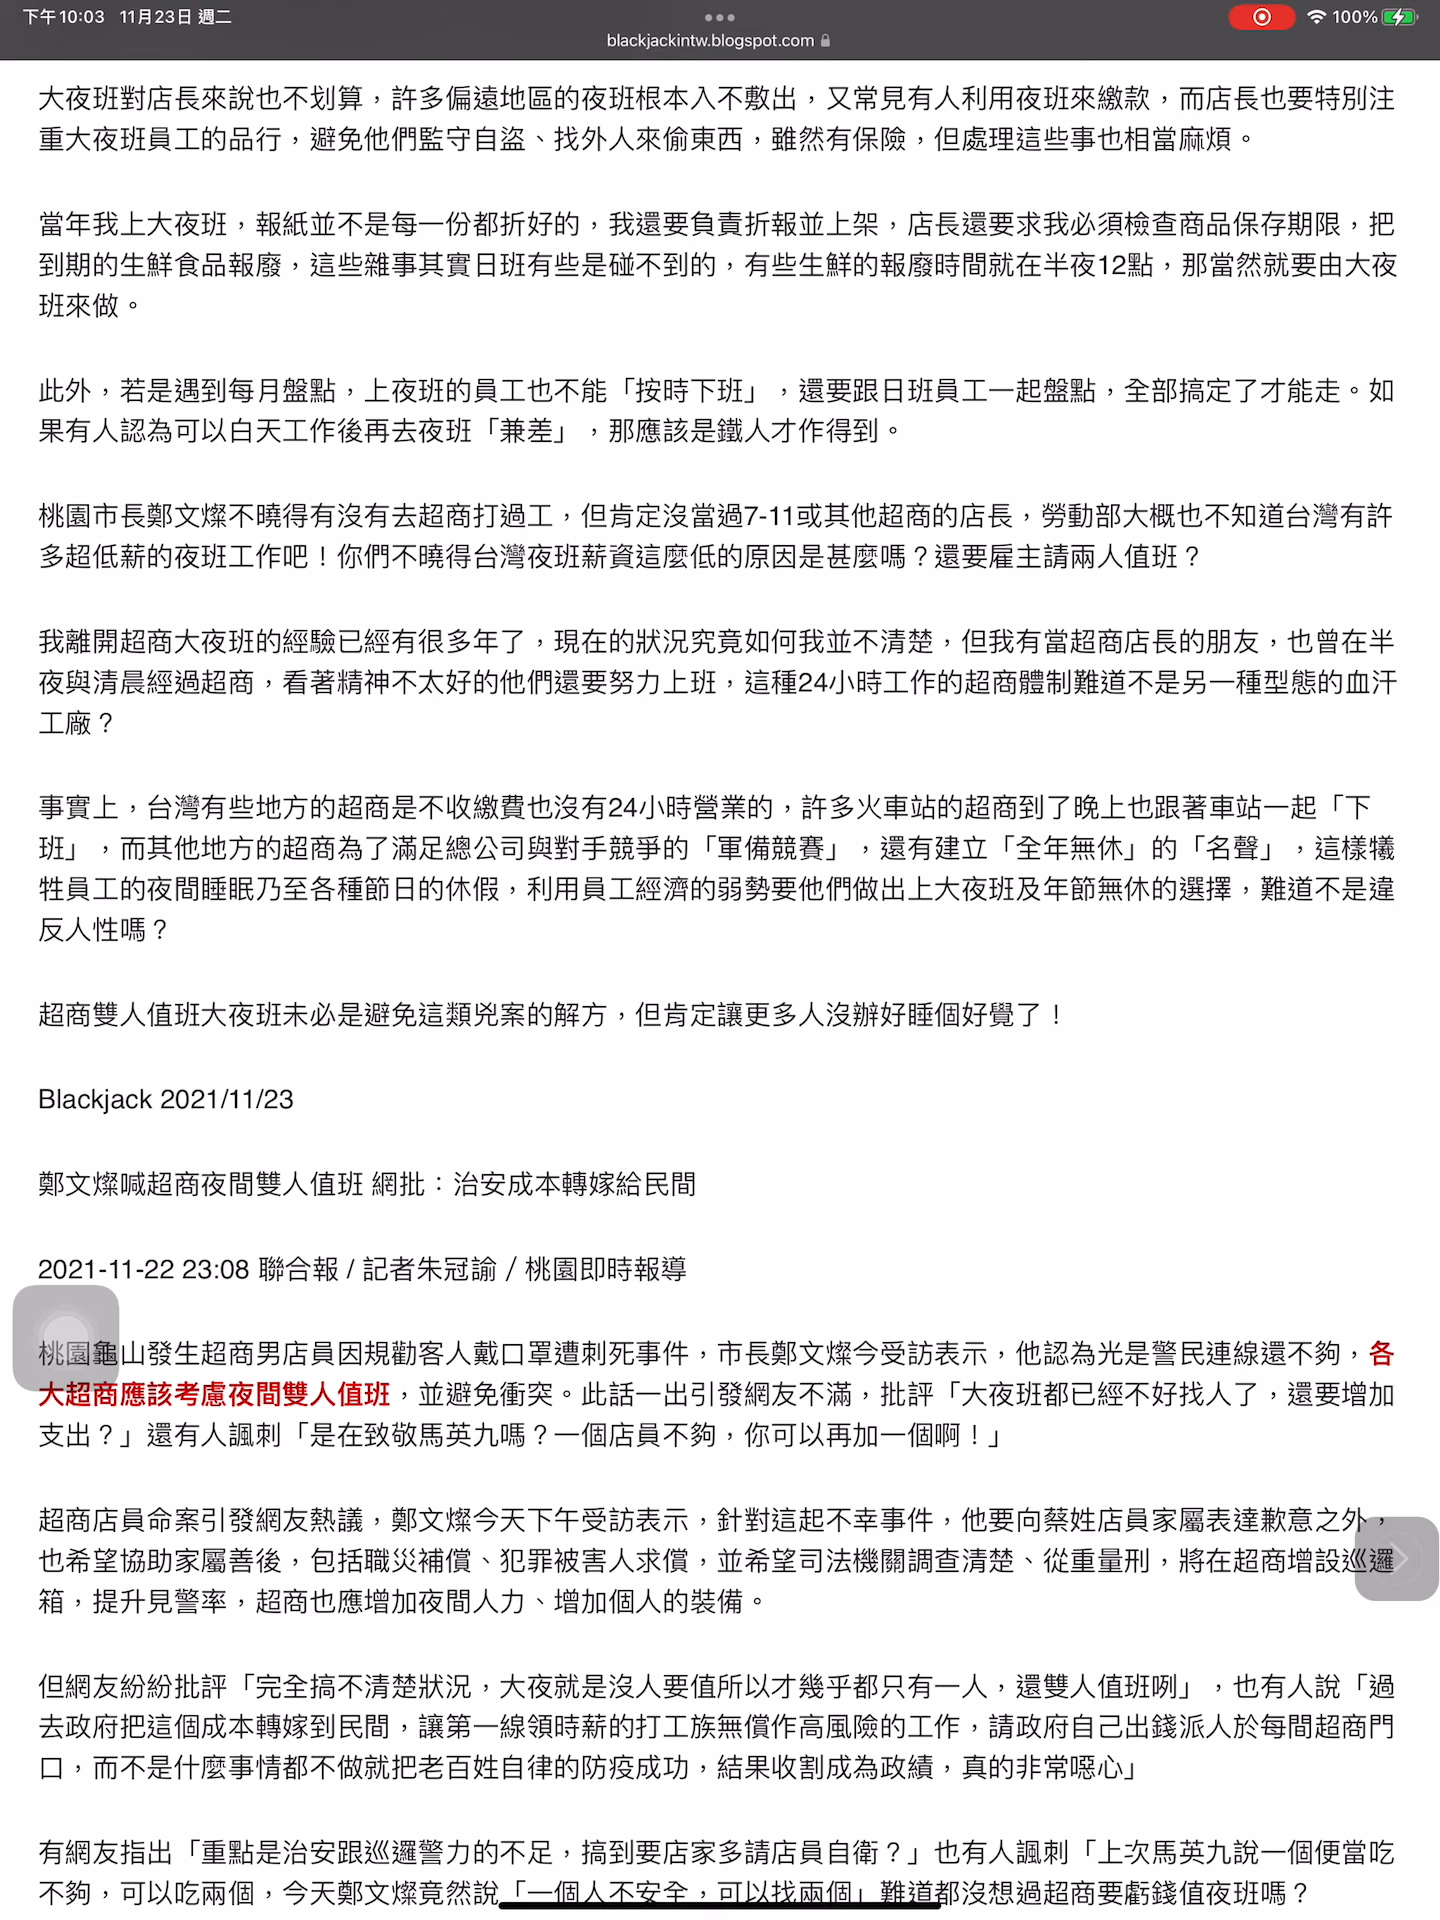 下午10:03 11月23日 週二
100%
blackjackintw.blogspot.com
大夜班對店長來說也不划算，許多偏遠地區的夜班根本入不敷出，又常見有人利用夜班來繳款，而店長也要特別注
重大夜班員工的品行，避免他們監守自盜、找外人來偷東西，雖然有保險，但處理這些事也相當麻煩。
當年我上大夜班，報紙並不是每一份都折好的，我還要負責折報並上架，店長還要求我必須檢查商品保存期限，把
到期的生鮮食品報廢，這些雜事其實日班有些是碰不到的，有些生鮮的報廢時間就在半夜12點，那當然就要由大夜
班來做。
此外，若是遇到每月盤點，上夜班的員工也不能「按時下班」，還要跟日班員工一起盤點，全部搞定了才能走。如
果有人認為可以白天工作後再去夜班「兼差」，那應該是鐵人才作得到。
桃園市長鄭文燦不曉得有沒有去超商打過工，但肯定沒當過7-11或其他超商的店長，勞動部大概也不知道台灣有許
多超低薪的夜班工作吧！你們不曉得台灣夜班薪資這麼低的原因是甚麼嗎？還要雇主請兩人值班？
我離開超商大夜班的經驗已經有很多年了，現在的狀況究竟如何我並不清楚，但我有當超商店長的朋友，也曾在半
夜與清晨經過超商，看著精神不太好的他們還要努力上班，這種24小時工作的超商體制難道不是另一種型態的血汗
工廠？
事實上，台灣有些地方的超商是不收繳費也沒有24小時營業的，許多火車站的超商到了晚上也跟著車站一起「下
班」，而其他地方的超商為了滿足總公司與對手競爭的「軍備競賽」，還有建立「全年無休」的「名聲」，這樣犧
牲員工的夜間睡眠乃至各種節日的休假，利用員工經濟的弱勢要他們做出上大夜班及年節無休的選擇，難道不是違
反人性嗎？
超商雙人值班大夜班未必是避免這類兇案的解方，但肯定讓更多人沒辦好睡個好覺了！
Blackjack 2021/11/23
鄭文燦喊超商夜間雙人值班 網批：治安成本轉嫁給民間
2021-11-22 23:08 聯合報 / 記者朱冠諭／桃園即時報導
桃園龜山發生超商男店員因規勸客人戴口罩遭刺死事件，市長鄭文燦今受訪表示，他認為光是警民連線還不夠，各
大超商應該考慮夜間雙人值班，並避免衝突。此話一出引發網友不滿，批評「大夜班都已經不好找人了，還要增加
支出？」還有人諷刺「是在致敬馬英九嗎？一個店員不夠，你可以再加一個啊！」
超商店員命案引發網友熱議，鄭文燦今天下午受訪表示，針對這起不幸事件，他要向蔡姓店員家屬表達歉意之外，
也希望協助家屬善後，包括職災補償、犯罪被害人求償，並希望司法機關調查清楚、從重量刑，將在超商增設巡邏
箱，提升見警率，超商也應增加夜間人力、增加個人的裝備。
但網友紛紛批評「完全搞不清楚狀況，大夜就是沒人要值所以才幾乎都只有一人，還雙人值班咧」，也有人說「過
去政府把這個成本轉嫁到民間，讓第一線領時薪的打工族無償作高風險的工作，請政府自己出錢派人於每間超商門
口，而不是什麼事情都不做就把老百姓自律的防疫成功，結果收割成為政績，真的非常噁心」
有網友指出「重點是治安跟巡邏警力的不足，搞到要店家多請店員自衛？」也有人諷刺「上次馬英九說一個便當吃
不夠，可以吃兩個，今天鄭文燦竟然說「一個人不安全，可以找兩個」難道都沒想過超商要虧錢值夜班嗎？